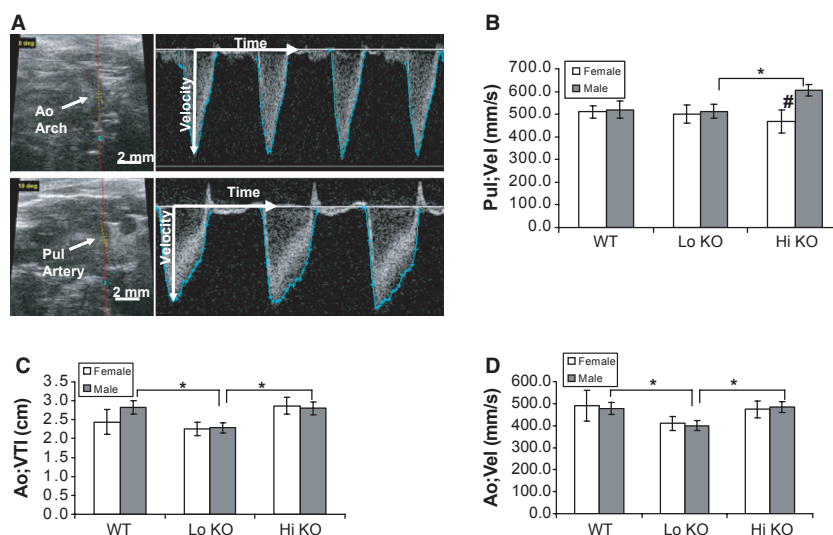 A
8 deg
Ao
Arch
2 mm
Time
Velocity
18 deg
Pul
Artery
2 mm
Time
Velocity
B
Pul;Vel (mm/s)
700.0
600.0
500.0
400.0
300.0
200.0
100.0
0.0
Female
Male
*
#
WT Lo KO Hi KO
C
Ao;VTI (cm)
3.5
3.0
2.5
2.0
1.5
1.0
0.5
0.0
Female
Male
* *
WT Lo KO Hi KO
D
Ao;Vel (mm/s)
600.0
500.0
400.0
300.0
200.0
100.0
0.0
Female
Male
* *
WT Lo KO Hi KO